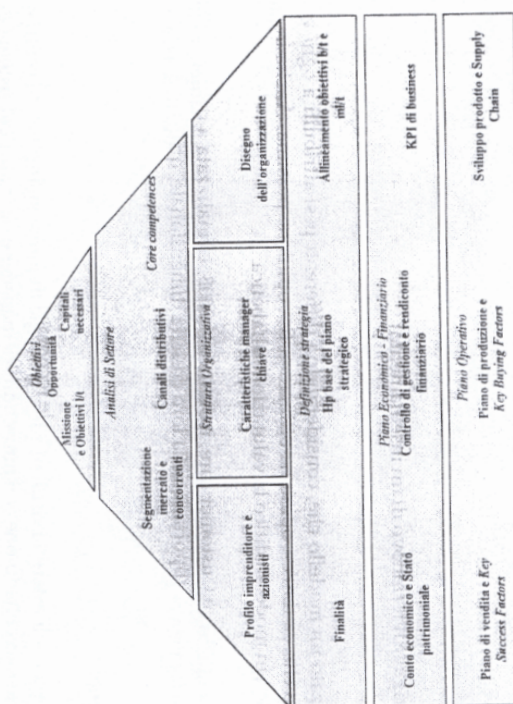 Obiettivi
Opportunità
Missione
e Obiettivi l/t
Capitali
necessari
Analisi di Settore
Segmentazione
mercato e
concorrenti
Canali distributivi
Core competences
Struttura Organizzativa
Profilo imprenditore e
azionisti
Caratteristiche manager
chiave
Disegno
dell'organizzazione
Definizione strategia
Finalità
Hp base del piano
strategico
Allineamento obiettivi b/t e
ml/t
Piano Economico - Finanziario
Conto economico e Stato
patrimoniale
Controllo di gestione e rendiconto
finanziario
KPI di business
Piano Operativo
Piano di vendita e Key
Success Factors
Piano di produzione e
Key Buying Factors
Sviluppo prodotto e Supply
Chain